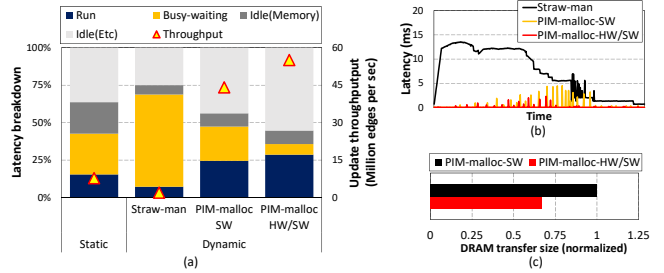 Run Busy-waiting Idle(Memory)
Idle(Etc) Throughput
Latency breakdown
100%
75%
50%
25%
0%
60
45
30
15
0
Update throughputput
(Million edges per sec)
Straw-man PIM-malloc SW PIM-malloc HW/SW
Static Dynamic
(a)
Latency (ms)
20
15
10
5
0
Straw-man
PIM-malloc-SW
PIM-malloc-HW/SW
Time
(b)
PIM-malloc-SW PIM-malloc-HW/SW
0 0.25 0.5 0.75 1 1.25
DRAM transfer size (normalized)
(c)